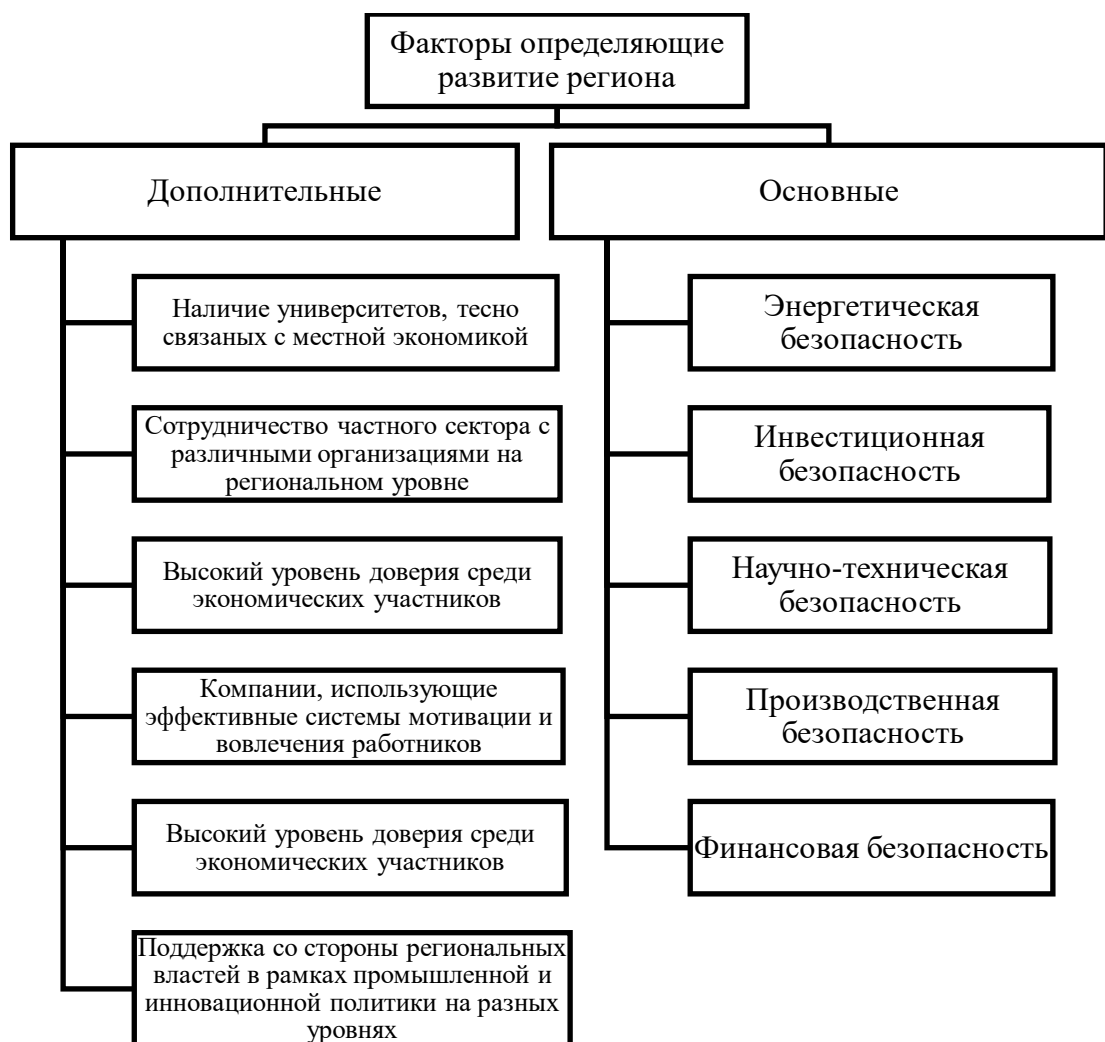 Факторы определяющие
развитие региона
Дополнительные
Наличие университетов, тесно
связаных с местной экономикой
Сотрудничество частного сектора с
различными организациями на
региональном уровне
Высокий уровень доверия среди
экономических участников
Компании, использующие
эффективные системы мотивации и
вовлечения работников
Высокий уровень доверия среди
экономических участников
Поддержка со стороны региональных
властей в рамках промышленной и
инновационной политики на разных
уровнях
Основные
Энергетическая
безопасность
Инвестиционная
безопасность
Научно-техническая
безопасность
Производственная
безопасность
Финансовая безопасность